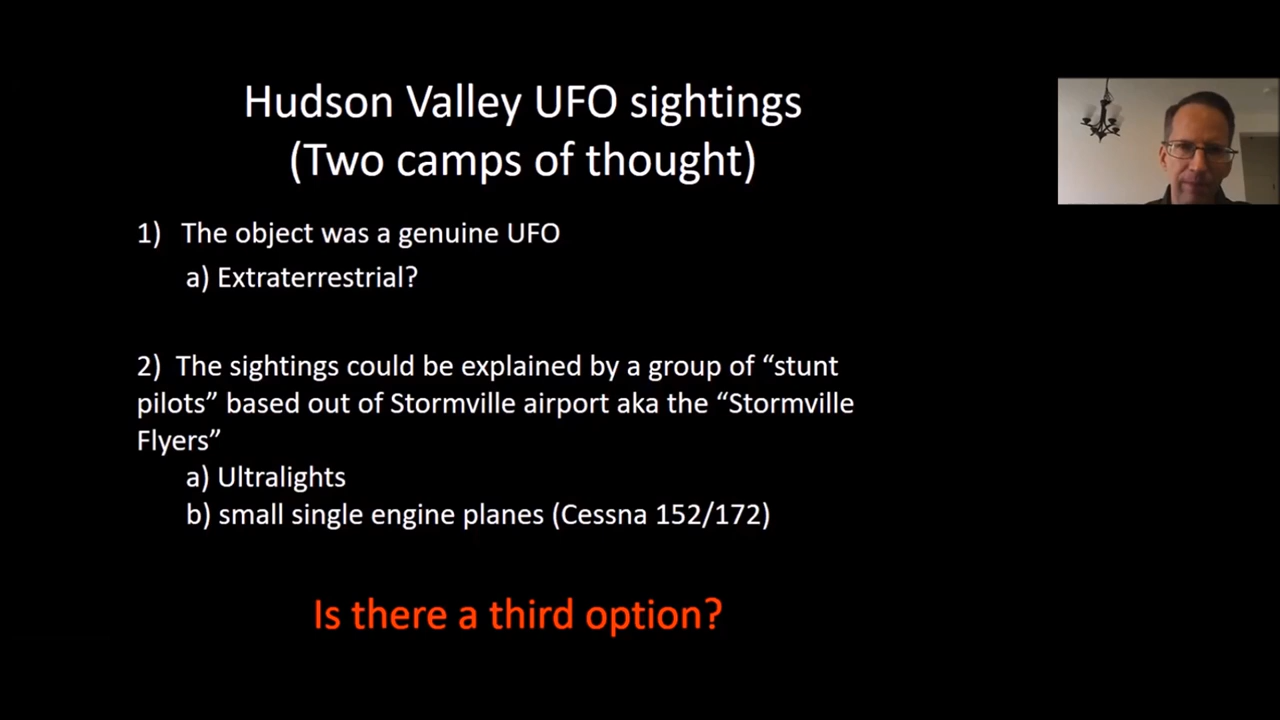 Hudson Valley UFO sightings
(Two camps of thought)
1) The object was a genuine UFO
a) Extraterrestrial?
2) The sightings could be explained by a group of “stunt
pilots” based out of Stormville airport aka the “Stormville
Flyers”
a) Ultralights
b) small single engine planes (Cessna 152/172)
Is there a third option?